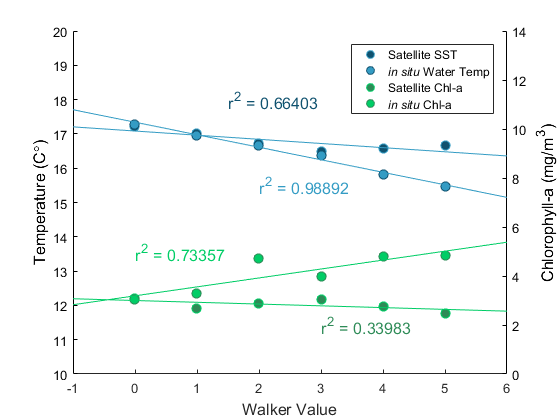 20
19
18
17
16
15
14
13
12
11
10
Temperature (C°)
14
12
10
8
6
4
2
0
Chlorophyll-a (mg/m³)
Satellite SST
in situ Water Temp
Satellite Chl-a
in situ Chl-a
r² = 0.66403
r² = 0.98892
r² = 0.73357
r² = 0.33983
-1 0 1 2 3 4 5 6
Walker Value